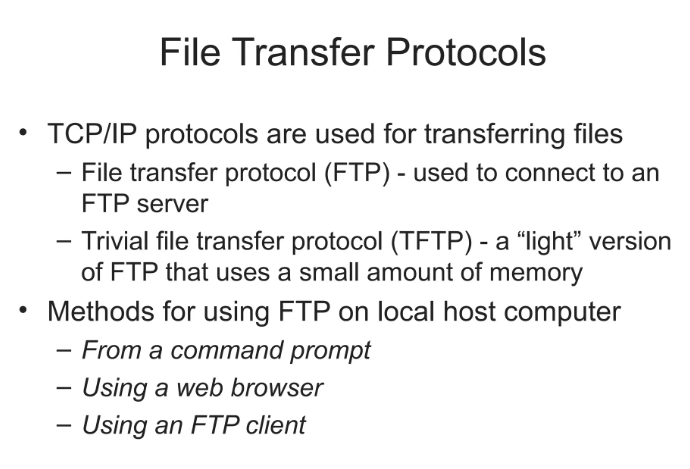 File Transfer Protocols
• TCP/IP protocols are used for transferring files
– File transfer protocol (FTP) - used to connect to an
FTP server
– Trivial file transfer protocol (TFTP) - a “light” version
of FTP that uses a small amount of memory
• Methods for using FTP on local host computer
– From a command prompt
– Using a web browser
– Using an FTP client